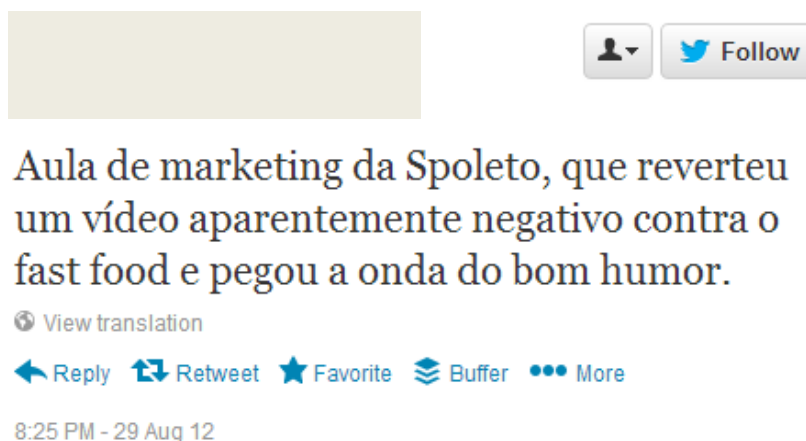 Follow
Aula de marketing da Spoleto, que reverteu
um vídeo aparentemente negativo contra o
fast food e pegou a onda do bom humor.
View translation
Reply Retweet Favorite Buffer More
8:25 PM - 29 Aug 12